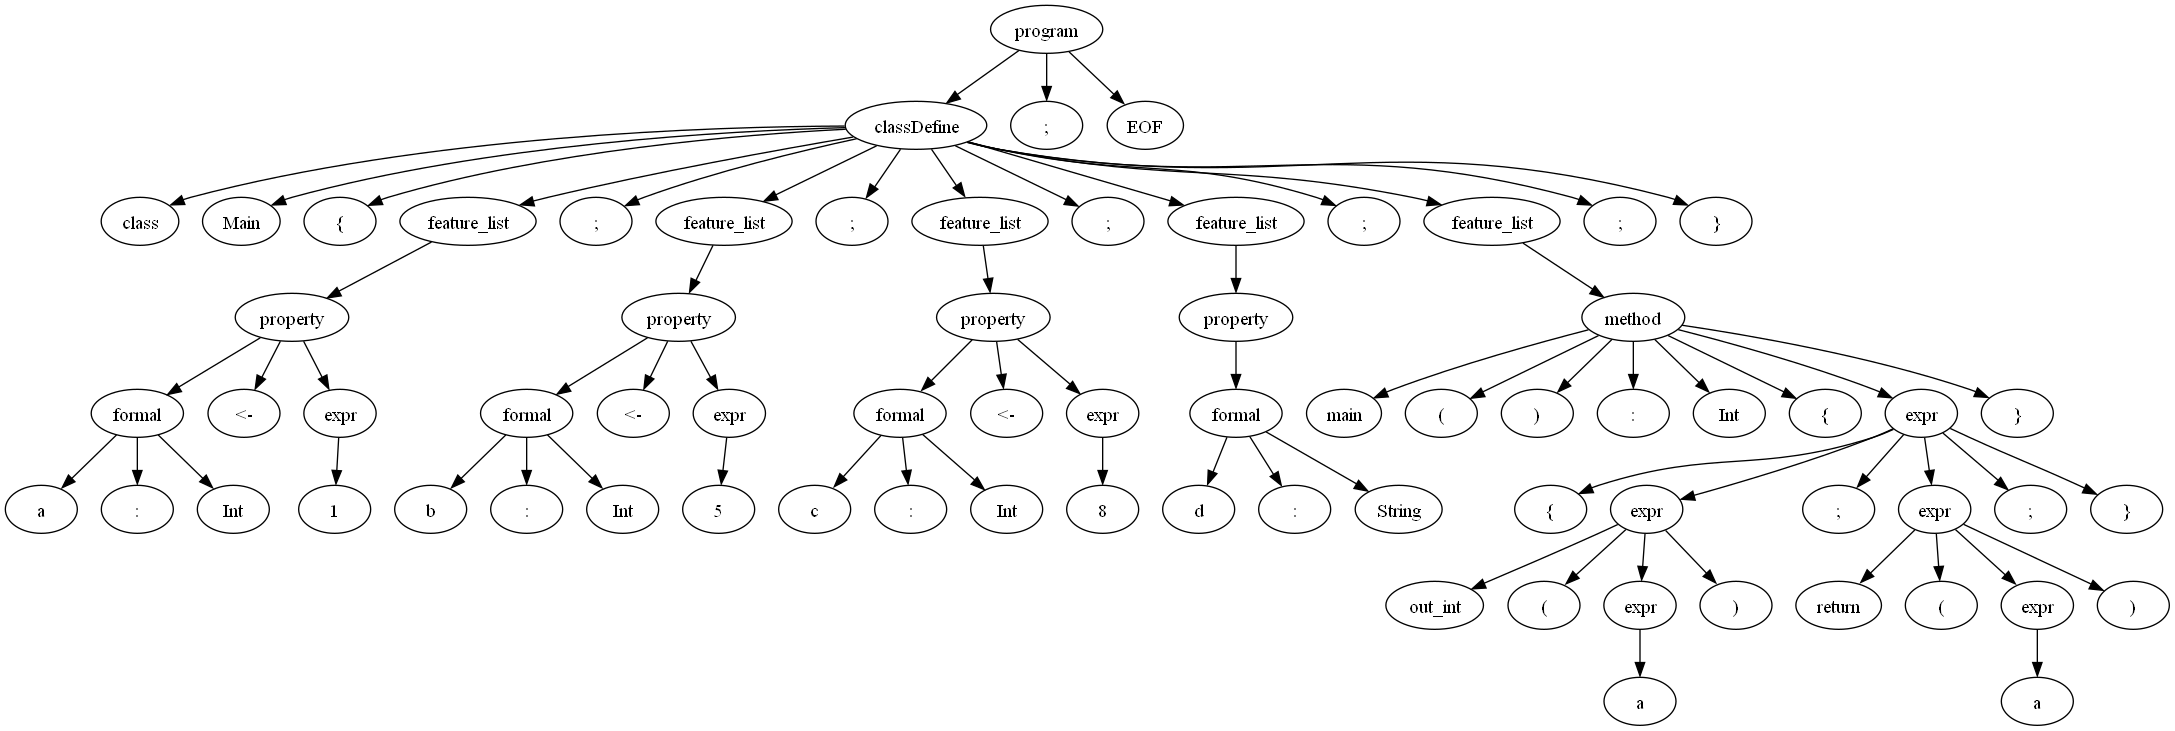 program
classDefine ; EOF
class Main { feature_list ; feature_list ; feature_list ; feature_list ; feature_list ; }
property property property property method
formal <- expr formal <- expr formal <- expr formal main ( ) : Int { expr }
a : Int 1 b : Int 5 c : Int 8 d : String { expr ; expr ; }
out_int ( expr ) return ( expr )
a a